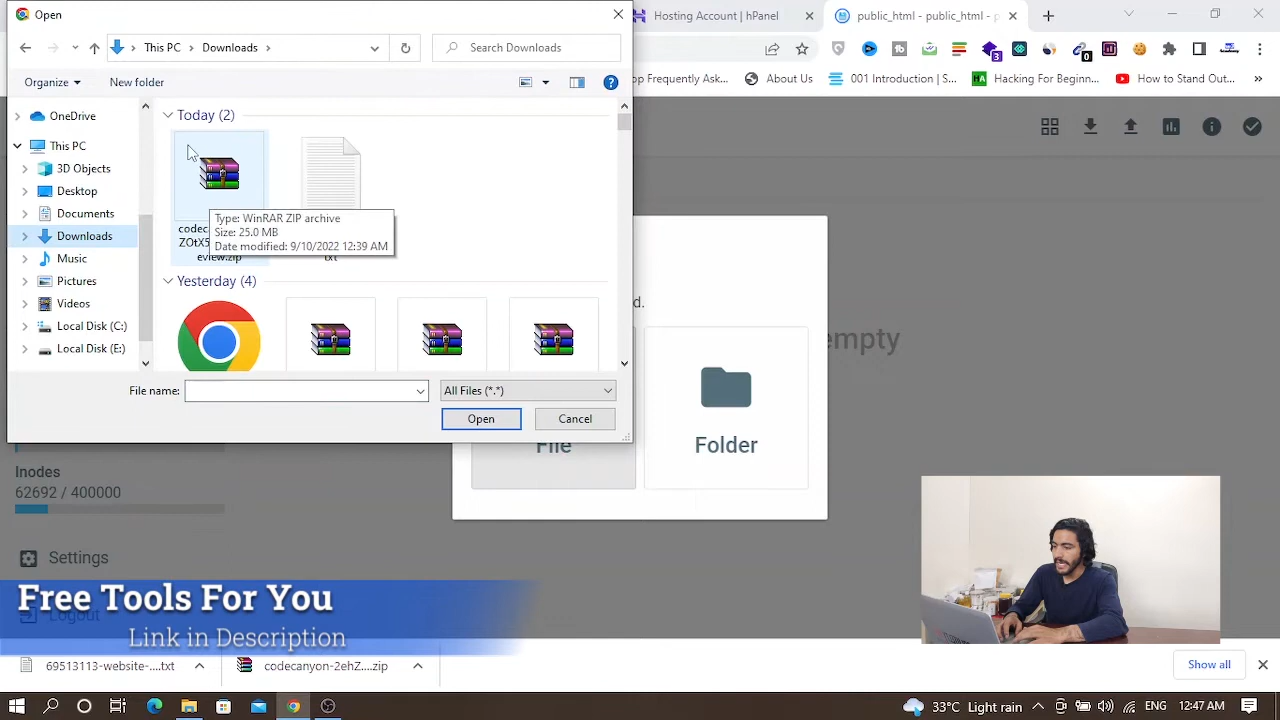 Open
Hosting Account | hPanel
public_html - public_html - p
This PC
Downloads
Search Downloads
Organize
New folder
op Frequently Ask...
About Us
001 Introduction | S...
Hacking For Beginn...
How to Stand Out...
»
OneDrive
This PC
3D Objects
Desktop
Documents
Downloads
Music
Pictures
Videos
Local Disk (C:)
Local Disk (E:)
Today (2)
Type: WinRAR ZIP archive
Size: 25.0 MB
Date modified: 9/10/2022 12:39 AM
codec
ZOtX5
eview.zip
txt
Yesterday (4)
3
0
d.
empty
File name:
All Files (*.*)
Open
Cancel
File
Folder
Inodes
62692 / 400000
Settings
Logout
Free Tools For You
Link in Description
69513113-website-....txt
codecanyon-2ehZ....zip
Show all
33°C Light rain
ENG
12:47 AM